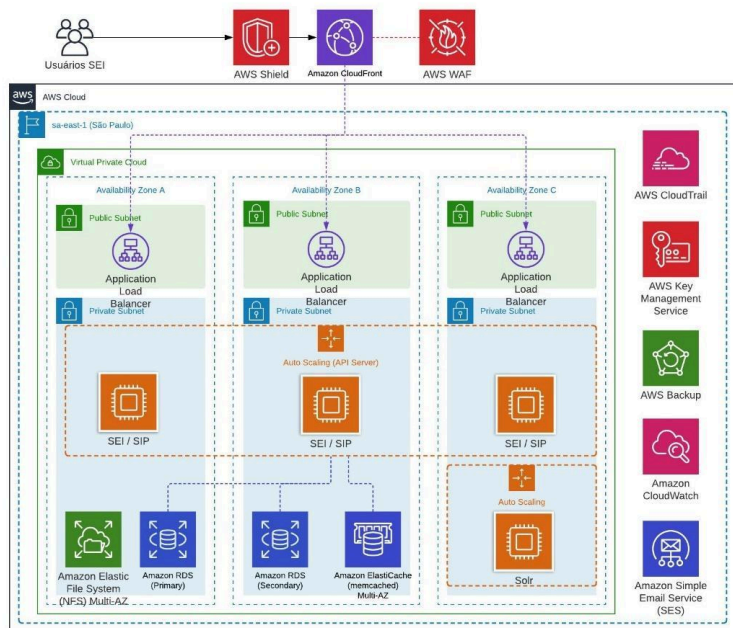 Usuários SEI
AWS Shield
Amazon CloudFront
AWS WAF
aws
AWS Cloud
sa-east-1 (São Paulo)
Virtual Private Cloud
Availability Zone A
Availability Zone B
Availability Zone C
Public Subnet
Public Subnet
Public Subnet
Application
Load
Balancer
Application
Load
Balancer
Application
Load
Balancer
Private Subnet
Private Subnet
Private Subnet
Auto Scaling (API Server)
SEI / SIP
SEI / SIP
SEI / SIP
Auto Scaling
Solr
Amazon Elastic
File System
(NFS) Multi-AZ
Amazon RDS
(Primary)
Amazon RDS
(Secondary)
Amazon ElastiCache
(memcached)
Multi-AZ
AWS CloudTrail
AWS Key
Management
Service
AWS Backup
Amazon
CloudWatch
Amazon Simple
Email Service
(SES)